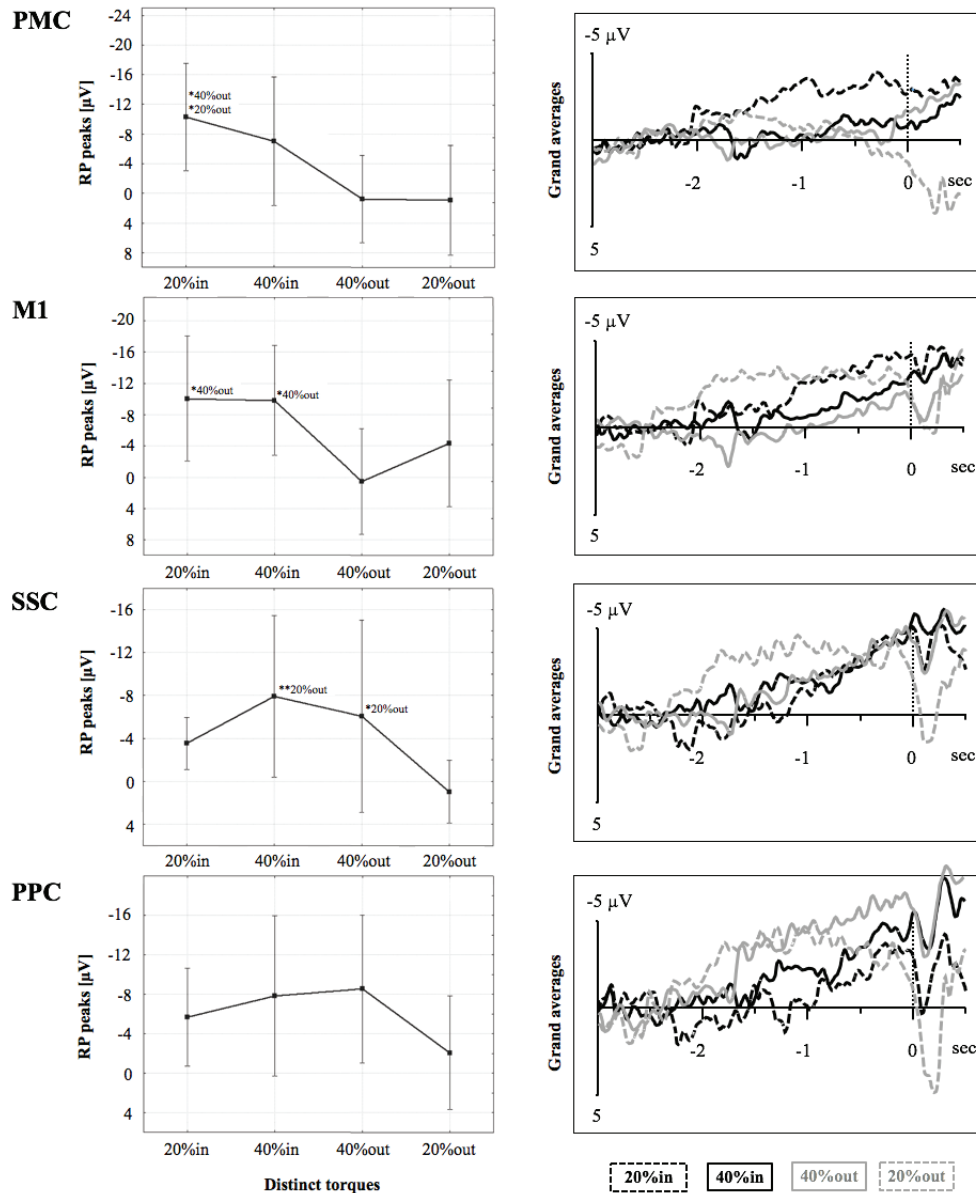 PMC
-24
-20
-16
-12
-8
-4
0
4
8
RP peaks [µV]
*40%out
*20%out
20%in 40%in 40%out 20%out
-5 µV
Grand averages
-2 -1 0 sec
5
M1
-20
-16
-12
-8
-4
0
4
8
RP peaks [µV]
*40%out *40%out
20%in 40%in 40%out 20%out
-5 µV
Grand averages
-2 -1 0 sec
5
SSC
-16
-12
-8
-4
0
4
RP peaks [µV]
**20%out
*20%out
20%in 40%in 40%out 20%out
-5 µV
Grand averages
-2 -1 0 sec
5
PPC
-16
-12
-8
-4
0
4
RP peaks [µV]
20%in 40%in 40%out 20%out
Distinct torques
-5 µV
Grand averages
-2 -1 0 sec
5
20%in 40%in 40%out 20%out